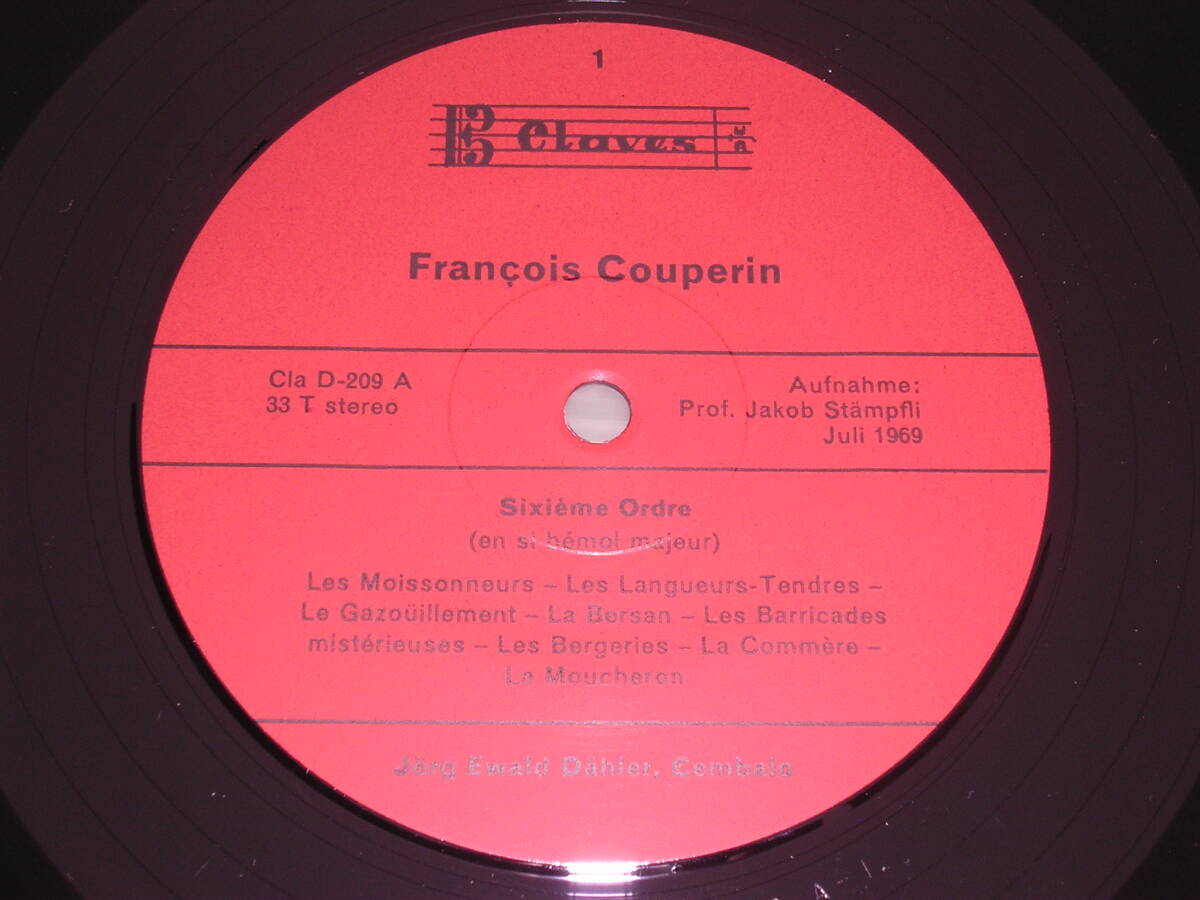 1
Claves
François Couperin
Cla D-209 A
33 T stereo
Aufnahme:
Prof. Jakob Stämpfli
Juli 1969
Sixième Ordre
(en si bémol majeur)
Les Moissonneurs – Les Langueurs-Tendres –
Le Gazoüillement – La Bersan – Les Barricades
mistérieuses – Les Bergeries – La Commère –
Le Moucheron
Jörg Ewald Dähler, Cembalo